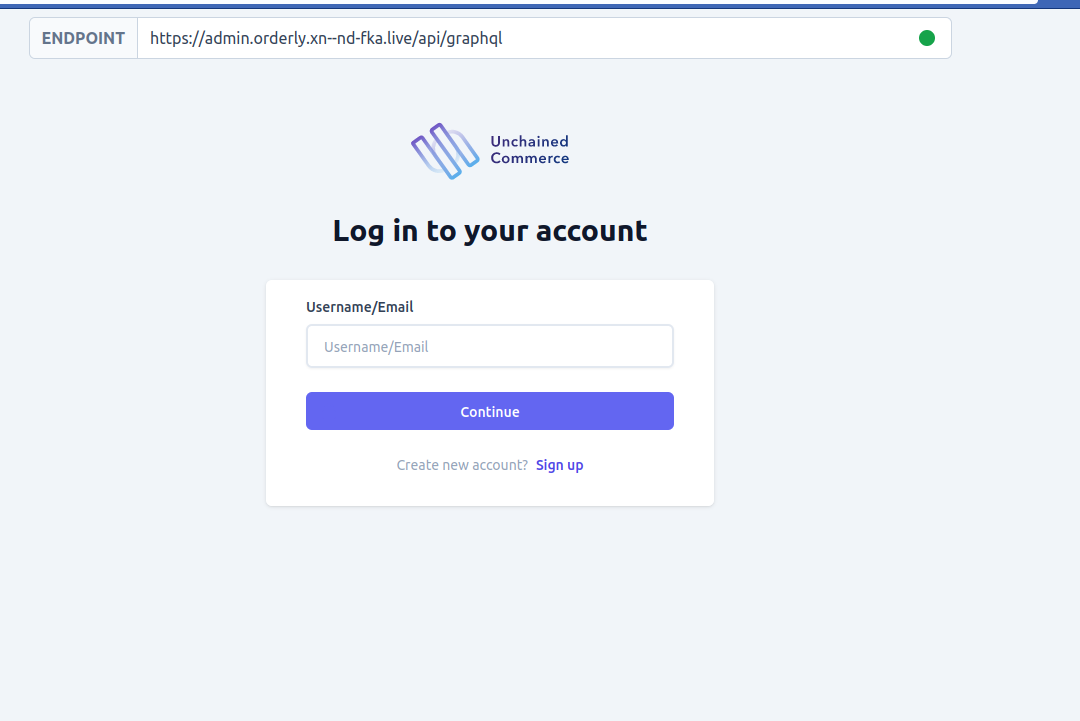 ENDPOINT https://admin.orderly.xn--nd-fka.live/api/graphql
Unchained
Commerce
Log in to your account
Username/Email
Username/Email
Continue
Create new account? Sign up